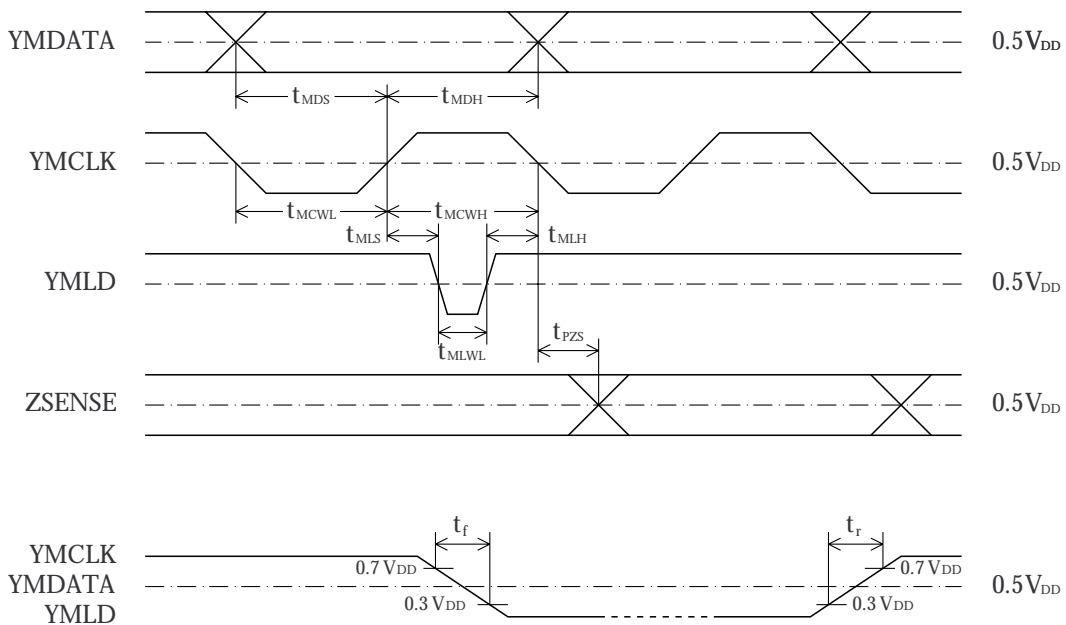 YMDATA 0.5VDD
tMDS tMDH
YMCLK 0.5VDD
tMCWL tMCWH
tMLS tMLH
YMLD 0.5VDD
tPZS
tMLWL
ZSENSE 0.5VDD
tf tr
YMCLK
0.7 VDD 0.7 VDD
YMDATA 0.5VDD
0.3 VDD 0.3 VDD
YMLD